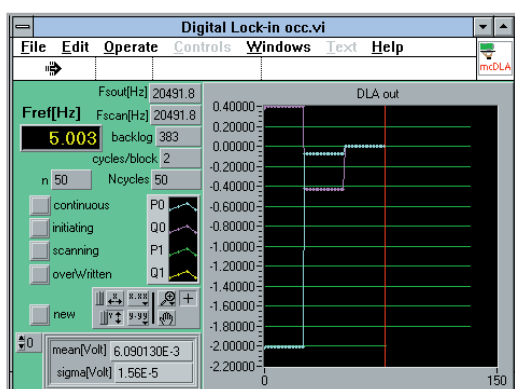 Digital Lock-in occ.vi
File Edit Operate Controls Windows Text Help
mcDLA
Fsout[Hz] 20491.8
Fref[Hz] Fscan[Hz] 20491.8
5.003 backlog 383
cycles/block 2
n 50 Ncycles 50
continuous P0
initiating Q0
scanning P1
overWritten Q1
new
x.xx
y.yy
0
mean[Volt] 6.090130E-3
sigma[Volt] 1.56E-5
DLA out
0.40000
0.20000
0.00000
-0.20000
-0.40000
-0.60000
-0.80000
-1.00000
-1.20000
-1.40000
-1.60000
-1.80000
-2.00000
-2.20000
0 150